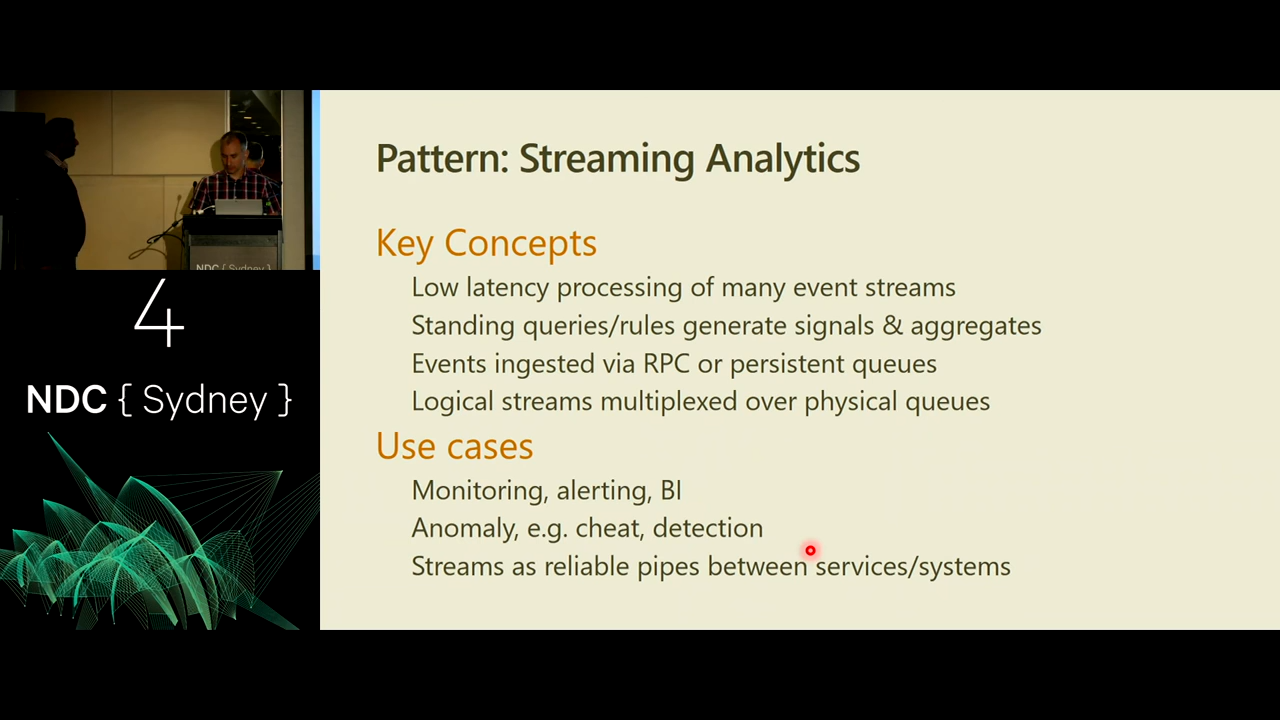 Pattern: Streaming Analytics
Key Concepts
Low latency processing of many event streams
Standing queries/rules generate signals & aggregates
Events ingested via RPC or persistent queues
Logical streams multiplexed over physical queues
Use cases
Monitoring, alerting, BI
Anomaly, e.g. cheat, detection
Streams as reliable pipes between services/systems
NDC { Sydney }
4
NDC { Sydney }